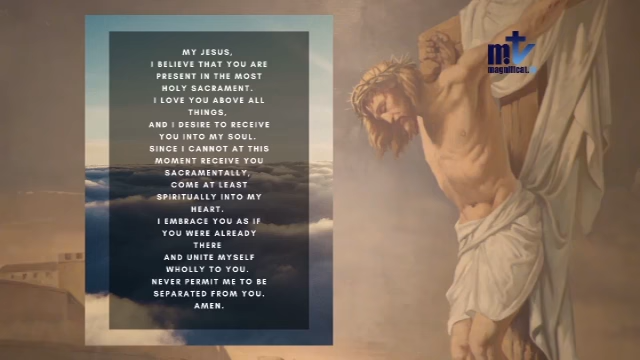 MY JESUS,
I BELIEVE THAT YOU ARE
PRESENT IN THE MOST
HOLY SACRAMENT.
I LOVE YOU ABOVE ALL
THINGS,
AND I DESIRE TO RECEIVE
YOU INTO MY SOUL.
SINCE I CANNOT AT THIS
MOMENT RECEIVE YOU
SACRAMENTALLY,
COME AT LEAST
SPIRITUALLY INTO MY
HEART.
I EMBRACE YOU AS IF
YOU WERE ALREADY
THERE
AND UNITE MYSELF
WHOLLY TO YOU.
NEVER PERMIT ME TO BE
SEPARATED FROM YOU.
AMEN.
mtv
magnificat.tv